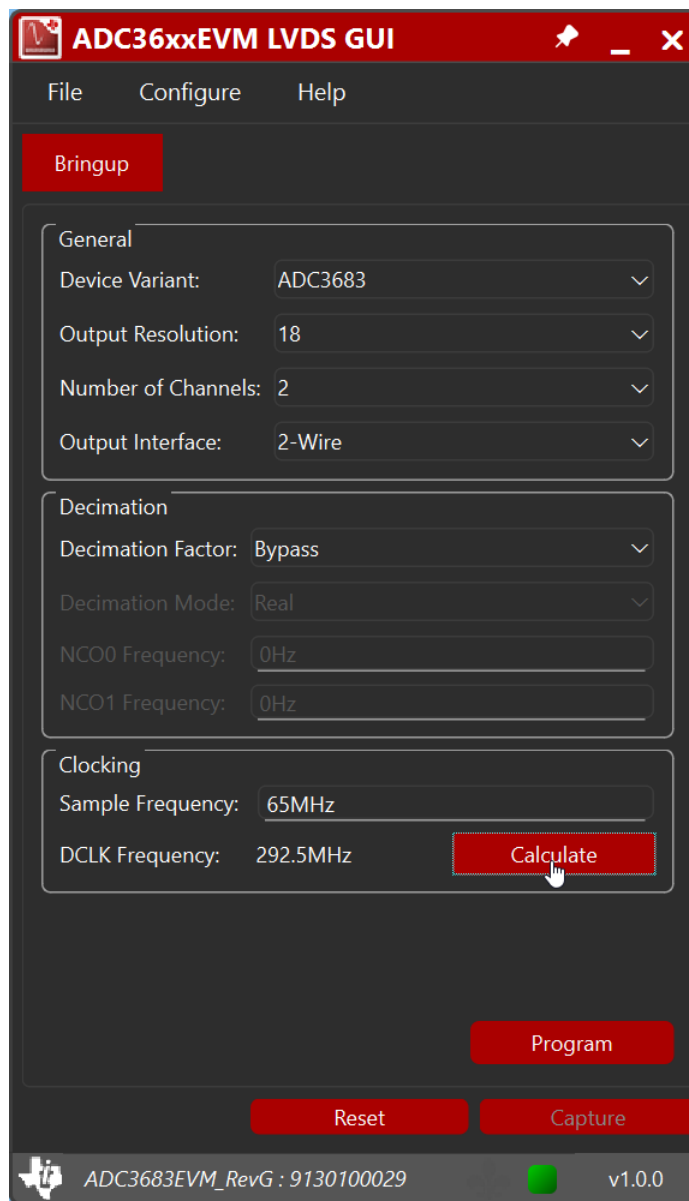 ADC36xxEVM LVDS GUI
File Configure Help
Bringup
General
Device Variant: ADC3683
Output Resolution: 18
Number of Channels: 2
Output Interface: 2-Wire
Decimation
Decimation Factor: Bypass
Decimation Mode: Real
NCO0 Frequency: 0Hz
NCO1 Frequency: 0Hz
Clocking
Sample Frequency: 65MHz
DCLK Frequency: 292.5MHz Calculate
Program
Reset Capture
ADC3683EVM_RevG : 9130100029 v1.0.0